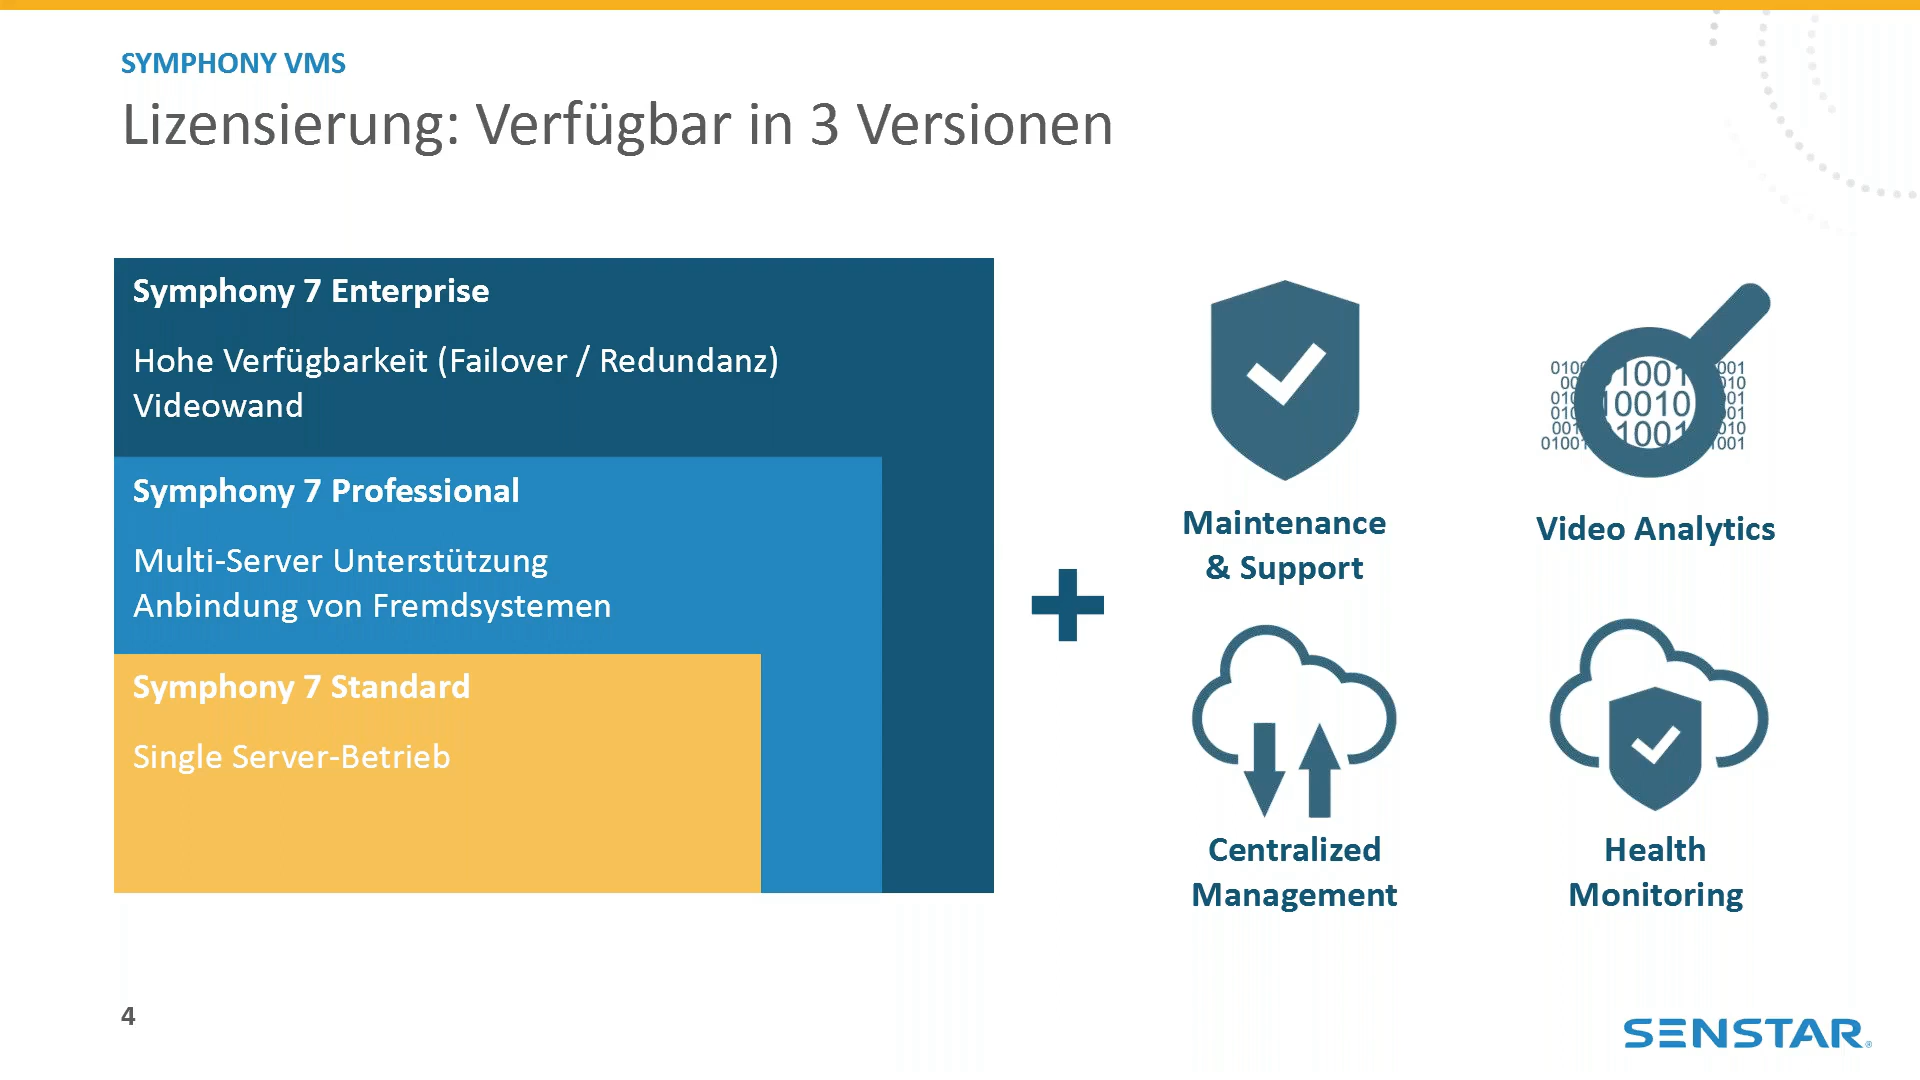 SYMPHONY VMS
Lizensierung: Verfügbar in 3 Versionen
Symphony 7 Enterprise
Hohe Verfügbarkeit (Failover / Redundanz)
Videowand
Symphony 7 Professional
Multi-Server Unterstützung
Anbindung von Fremdsystemen
Symphony 7 Standard
Single Server-Betrieb
Maintenance
& Support
Video Analytics
Centralized
Management
Health
Monitoring
4
SENSTAR®